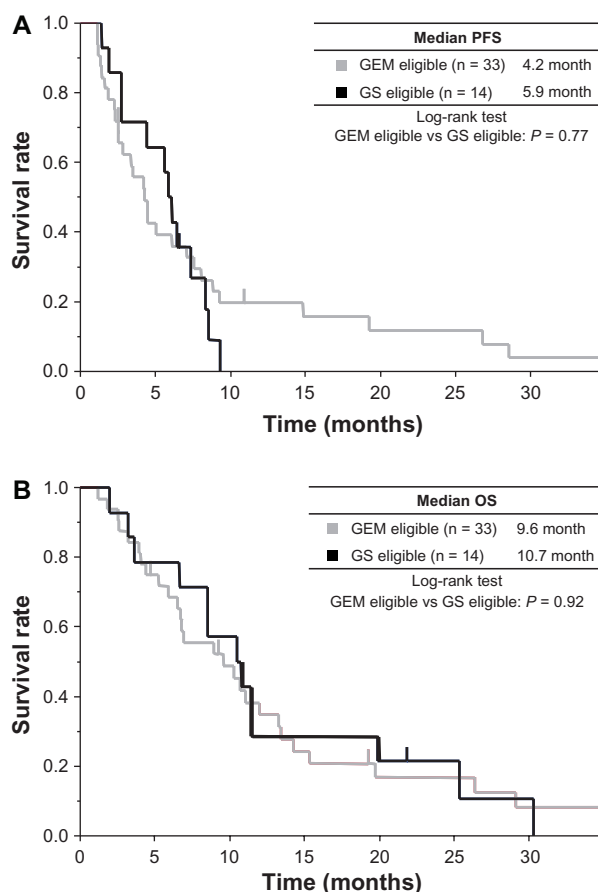 A
Median PFS
GEM eligible (n = 33) 4.2 month
GS eligible (n = 14) 5.9 month
Log-rank test
GEM eligible vs GS eligible: P = 0.77
Survival rate
1.0
0.8
0.6
0.4
0.2
0.0
0 5 10 15 20 25 30
Time (months)
B
Median OS
GEM eligible (n = 33) 9.6 month
GS eligible (n = 14) 10.7 month
Log-rank test
GEM eligible vs GS eligible: P = 0.92
Survival rate
1.0
0.8
0.6
0.4
0.2
0.0
0 5 10 15 20 25 30
Time (months)